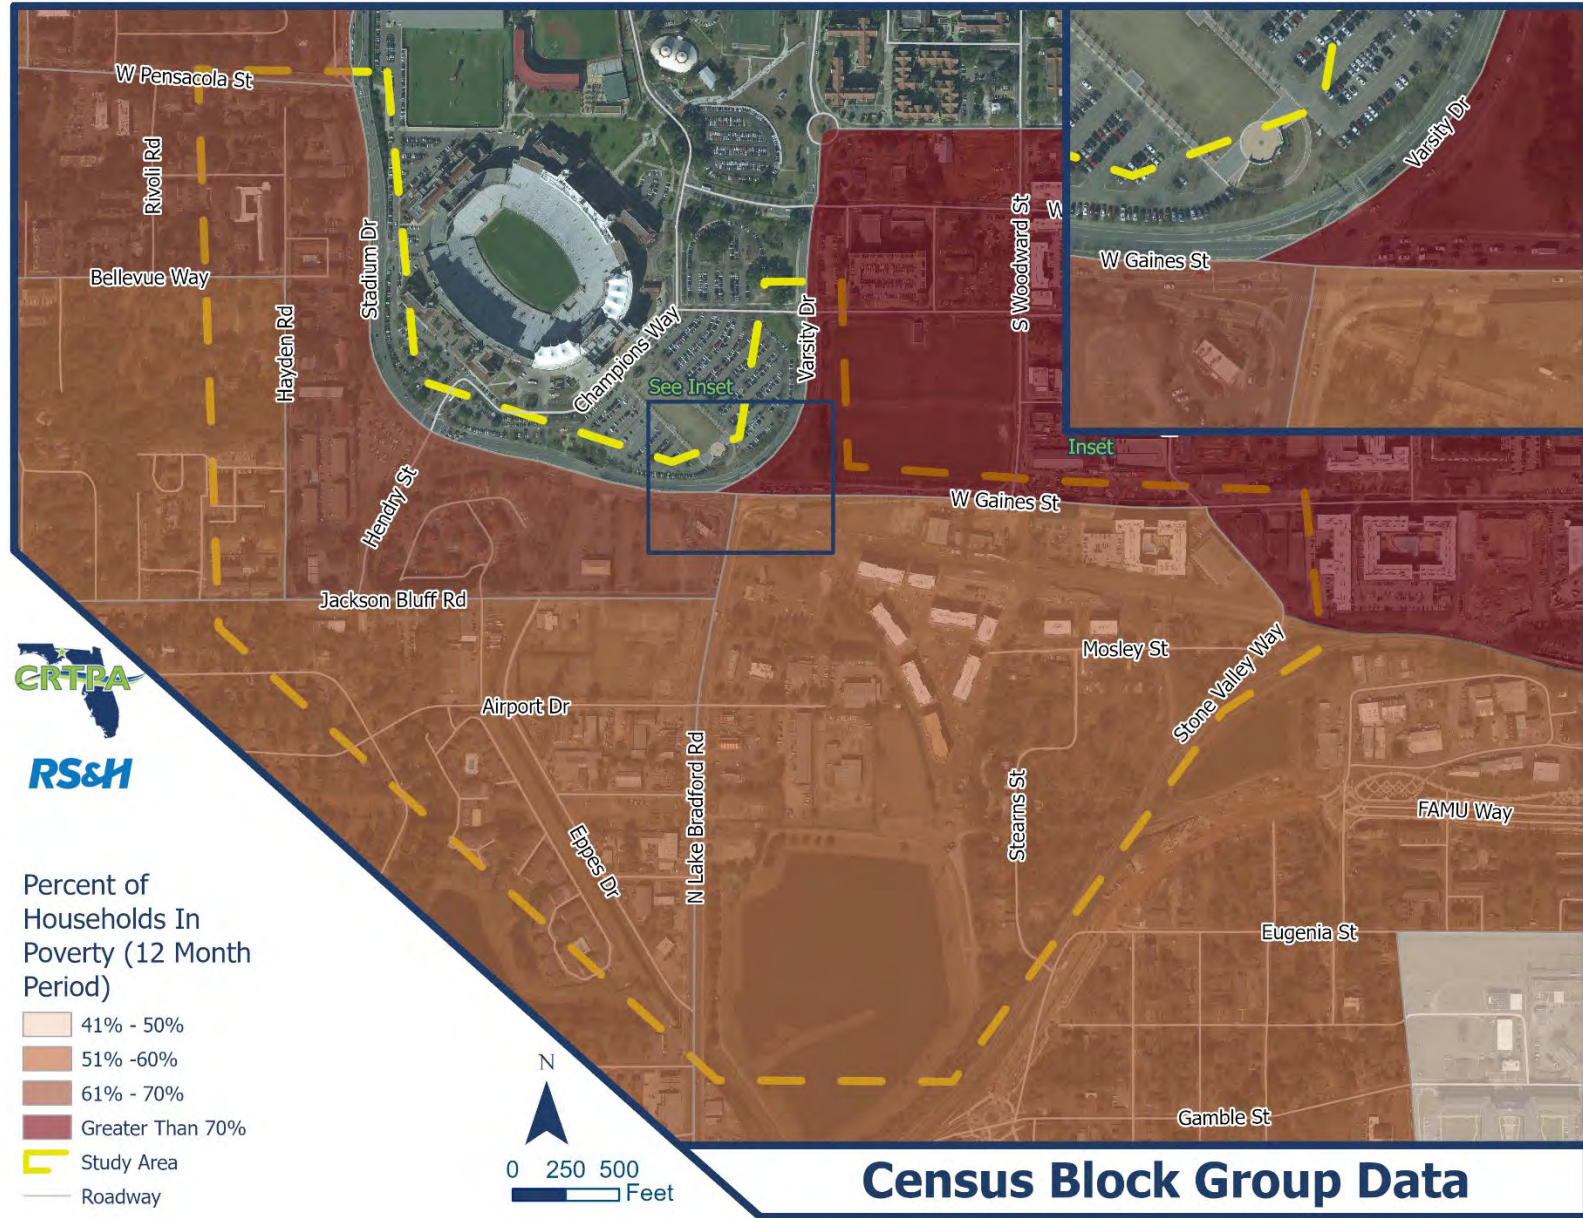 W Pensacola St
Rivoli Rd
Bellevue Way
Hayden Rd
Stadium Dr
Champions Way
See Inset
Varsity Dr
S Woodward St
W
Varsity Dr
W Gaines St
Inset
Hendry St
W Gaines St
Jackson Bluff Rd
Mosley St
Stone Valley Way
Airport Dr
N Lake Bradford Rd
Eppes Dr
Stearns St
FAMU Way
Eugenia St
Gamble St
CRTPA
RS&H
Percent of
Households In
Poverty (12 Month
Period)
41% - 50%
51% -60%
61% - 70%
Greater Than 70%
Study Area
Roadway
N
0 250 500
Feet
Census Block Group Data